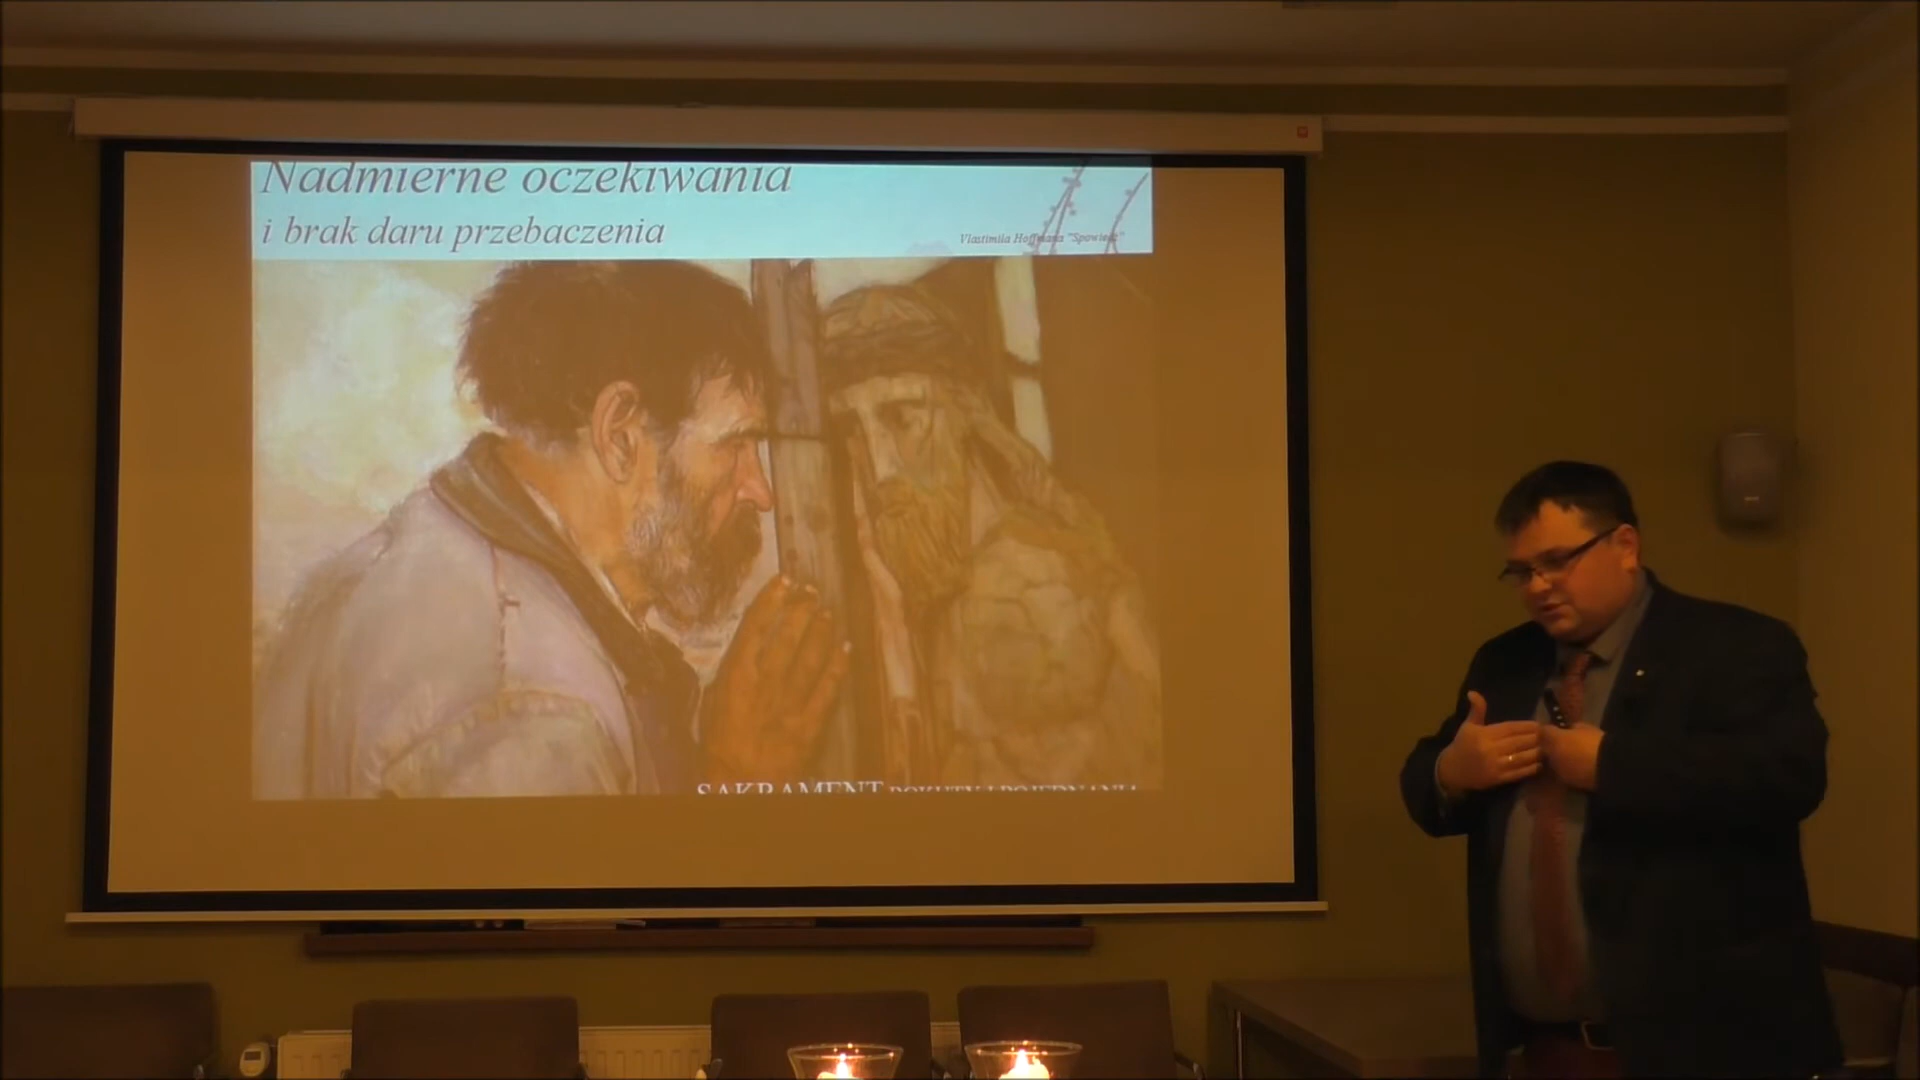 Nadmierne oczekiwania
i brak daru przebaczenia
Vlastimila Hoffmana "Spowiedź"
SAKRAMENT POKUTY I POJEDNANIA